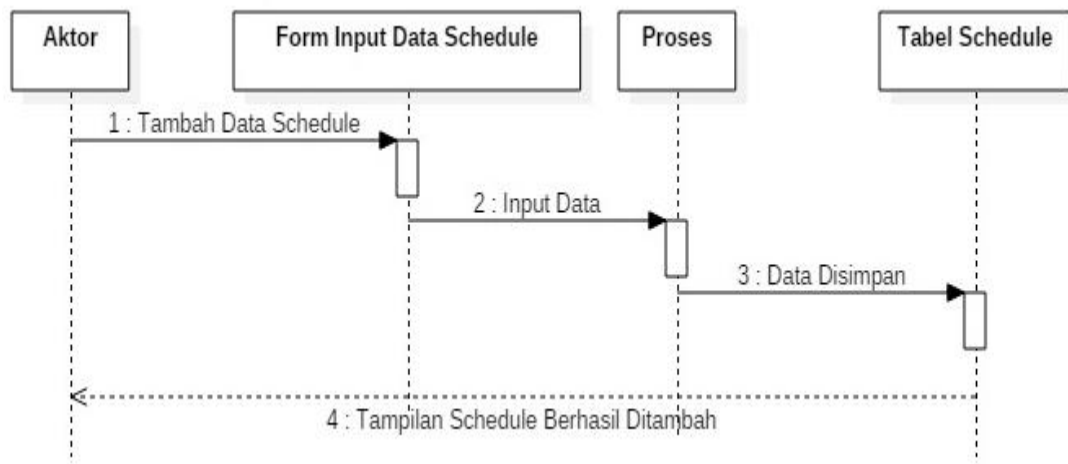 Aktor
Form Input Data Schedule
Proses
Tabel Schedule
1 : Tambah Data Schedule
2 : Input Data
3 : Data Disimpan
4 : Tampilan Schedule Berhasil Ditambah